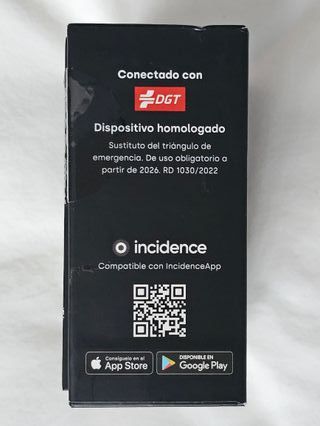 Conectado con
DGT
Dispositivo homologado
Sustituto del triángulo de
emergencia. De uso obligatorio a
partir de 2026. RD 1030/2022
incidence
Compatible con IncidenceApp
Consíguelo en el
App Store
DISPONIBLE EN
Google Play